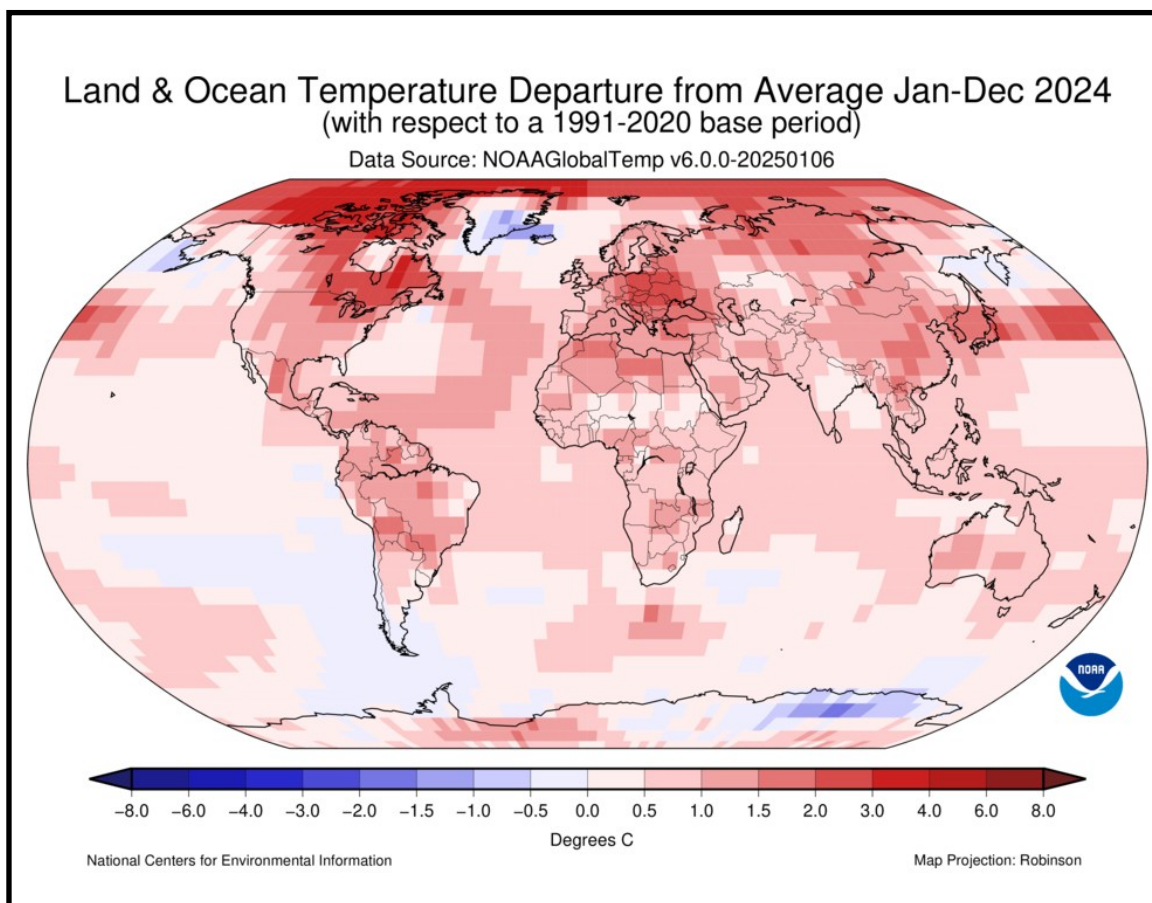 Land & Ocean Temperature Departure from Average Jan-Dec 2024
(with respect to a 1991-2020 base period)
Data Source: NOAAGlobalTemp v6.0.0-20250106
NOAA
−8.0 −6.0 −4.0 −3.0 −2.0 −1.5 −1.0 −0.5 0.0 0.5 1.0 1.5 2.0 3.0 4.0 6.0 8.0
Degrees C
National Centers for Environmental Information
Map Projection: Robinson